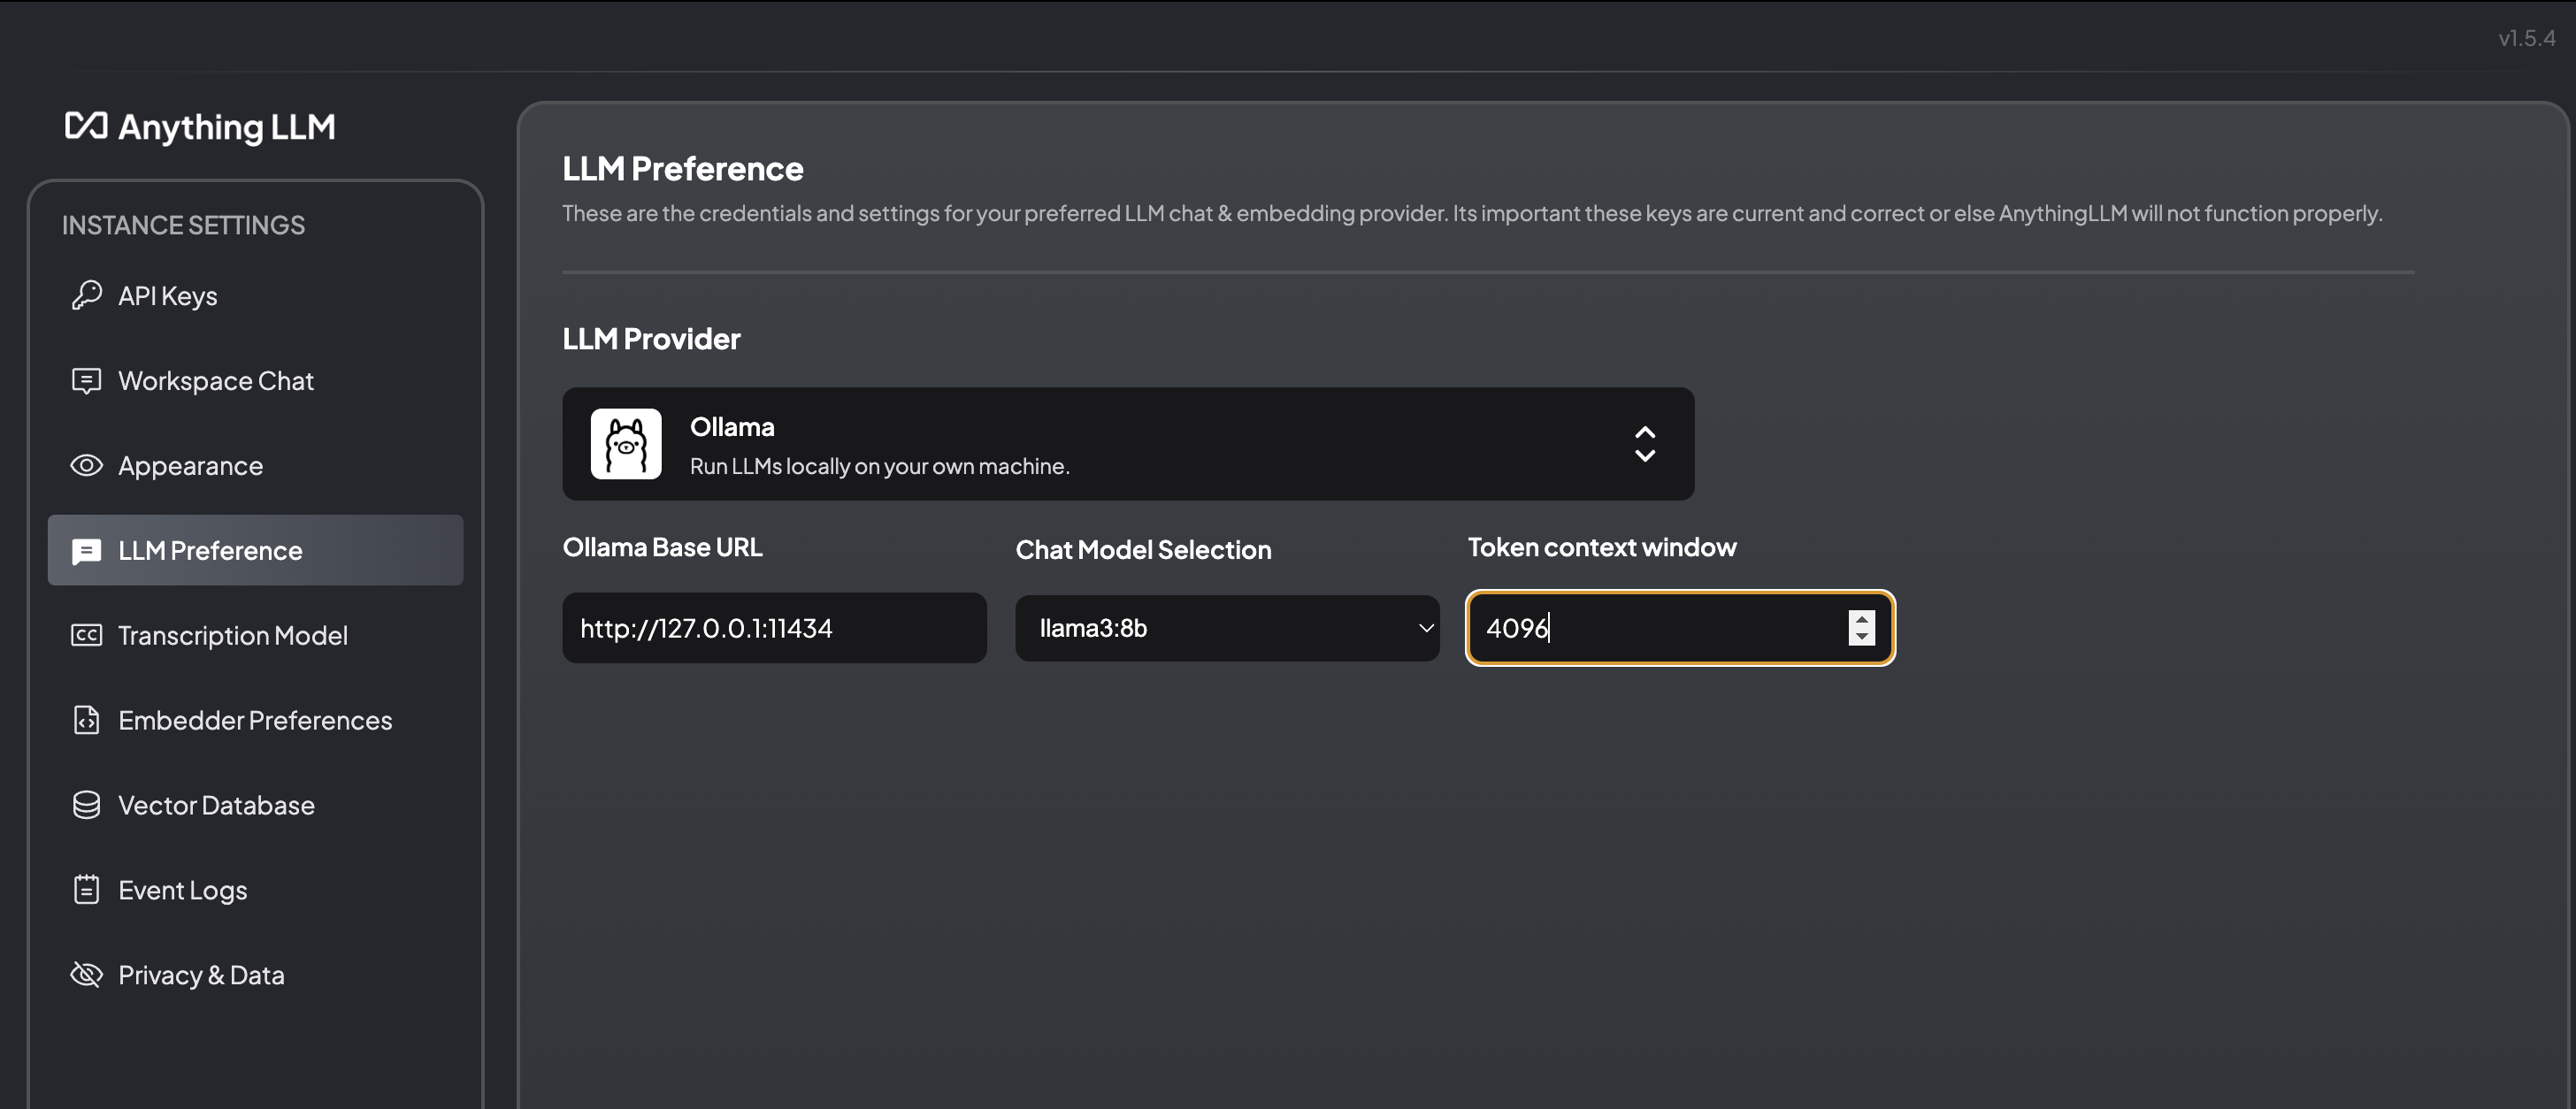 v1.5.4
Anything LLM
INSTANCE SETTINGS
API Keys
Workspace Chat
Appearance
LLM Preference
Transcription Model
Embedder Preferences
Vector Database
Event Logs
Privacy & Data
LLM Preference
These are the credentials and settings for your preferred LLM chat & embedding provider. Its important these keys are current and correct or else AnythingLLM will not function properly.
LLM Provider
Ollama
Run LLMs locally on your own machine.
Ollama Base URL
http://127.0.0.1:11434
Chat Model Selection
llama3:8b
Token context window
4096